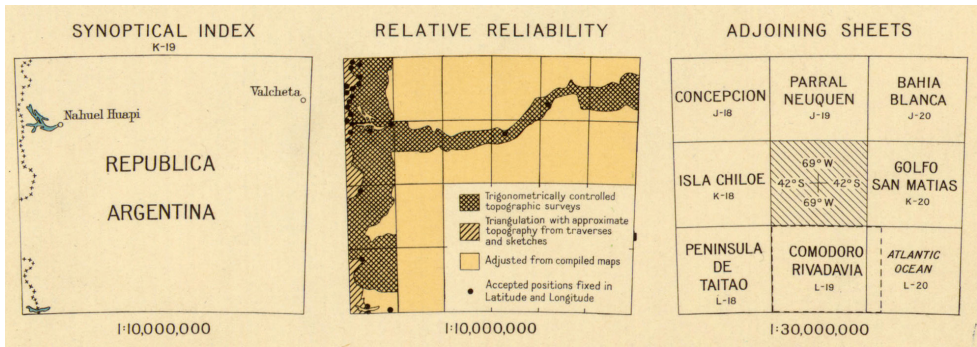 SYNOPTICAL INDEX
K-19
Nahuel Huapi
Valcheta
REPUBLICA
ARGENTINA
1:10,000,000
RELATIVE RELIABILITY
Trigonometrically controlled
topographic surveys
Triangulation with approximate
topography from traverses
and sketches
Adjusted from compiled maps
Accepted positions fixed in
Latitude and Longitude
1:10,000,000
ADJOINING SHEETS
CONCEPCION
J-18
PARRAL
NEUQUEN
J-19
BAHIA
BLANCA
J-20
ISLA CHILOE
K-18
69° W
42° S 42° S
69° W
GOLFO
SAN MATIAS
K-20
PENINSULA
DE
TAITAO
L-18
COMODORO
RIVADAVIA
L-19
ATLANTIC
OCEAN
L-20
1:30,000,000